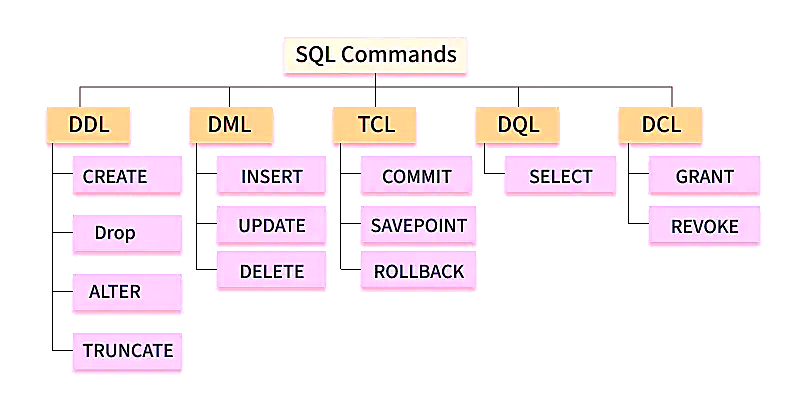 SQL Commands
DDL
DML
TCL
DQL
DCL
CREATE
Drop
ALTER
TRUNCATE
INSERT
UPDATE
DELETE
COMMIT
SAVEPOINT
ROLLBACK
SELECT
GRANT
REVOKE